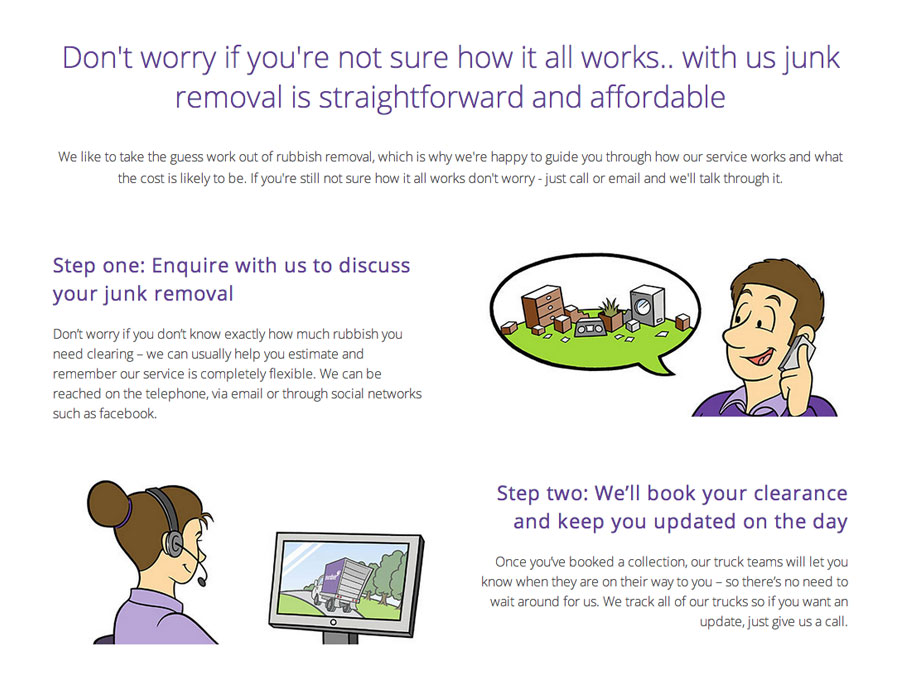 Don't worry if you're not sure how it all works.. with us junk
removal is straightforward and affordable
We like to take the guess work out of rubbish removal, which is why we're happy to guide you through how our service works and what
the cost is likely to be. If you're still not sure how it all works don't worry - just call or email and we'll talk through it.
Step one: Enquire with us to discuss
your junk removal
Don’t worry if you don’t know exactly how much rubbish you
need clearing – we can usually help you estimate and
remember our service is completely flexible. We can be
reached on the telephone, via email or through social networks
such as facebook.
Step two: We’ll book your clearance
and keep you updated on the day
Once you’ve booked a collection, our truck teams will let you
know when they are on their way to you – so there’s no need to
wait around for us. We track all of our trucks so if you want an
update, just give us a call.